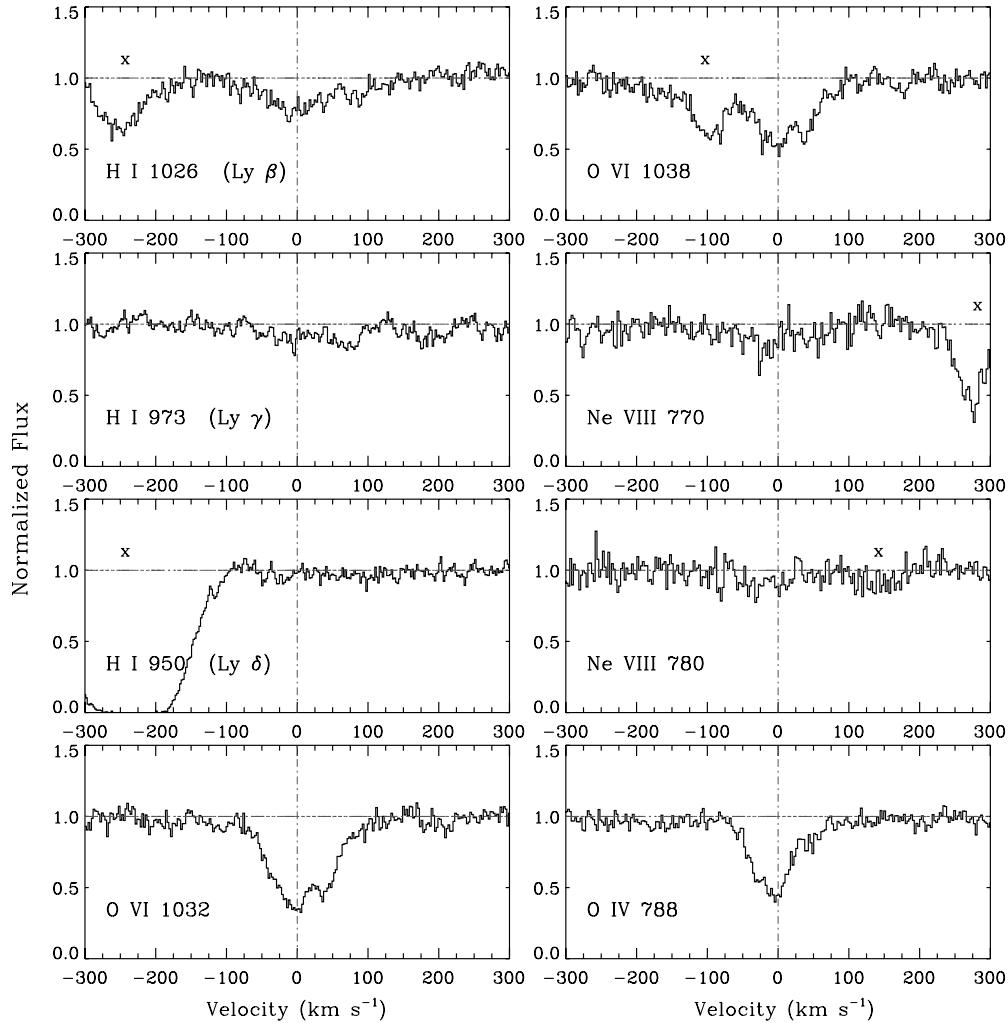 1.5
1.0
0.5
0.0
x
H I 1026 (Ly β)
−300 −200 −100 0 100 200 300
1.5
1.0
0.5
0.0
x
O VI 1038
−300 −200 −100 0 100 200 300
1.5
1.0
0.5
0.0
H I 973 (Ly γ)
−300 −200 −100 0 100 200 300
1.5
1.0
0.5
0.0
x
Ne VIII 770
−300 −200 −100 0 100 200 300
Normalized Flux
1.5
1.0
0.5
0.0
x
H I 950 (Ly δ)
−300 −200 −100 0 100 200 300
1.5
1.0
0.5
0.0
x
Ne VIII 780
−300 −200 −100 0 100 200 300
1.5
1.0
0.5
0.0
O VI 1032
−300 −200 −100 0 100 200 300
Velocity (km s⁻¹)
1.5
1.0
0.5
0.0
O IV 788
−300 −200 −100 0 100 200 300
Velocity (km s⁻¹)